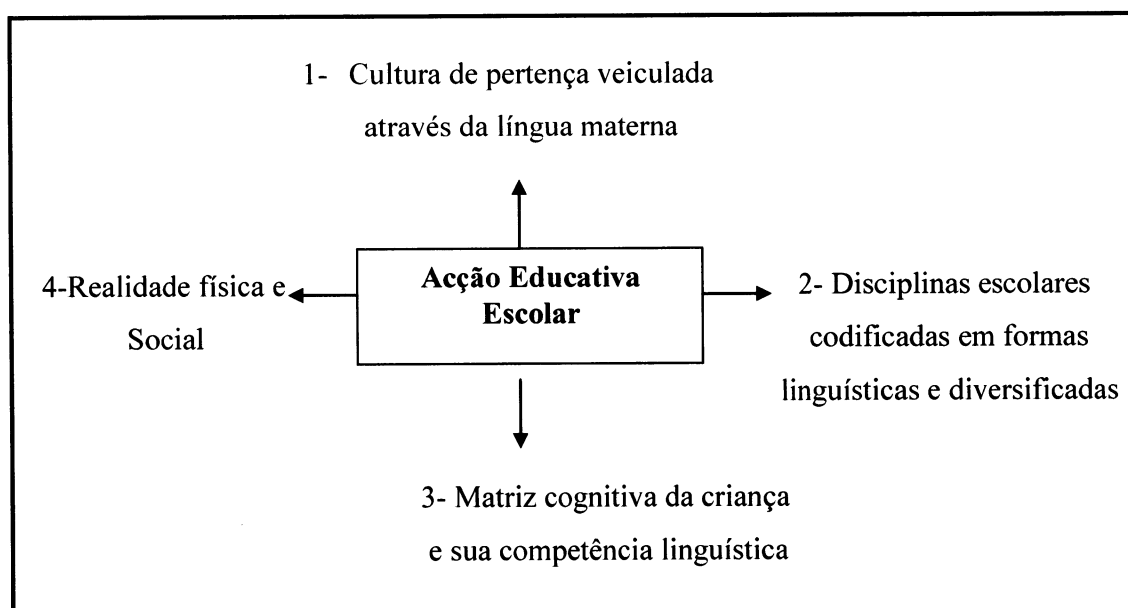 1- Cultura de pertença veiculada
através da língua materna
Acção Educativa
Escolar
4-Realidade física e
Social
2- Disciplinas escolares
codificadas em formas
linguísticas e diversificadas
3- Matriz cognitiva da criança
e sua competência linguística